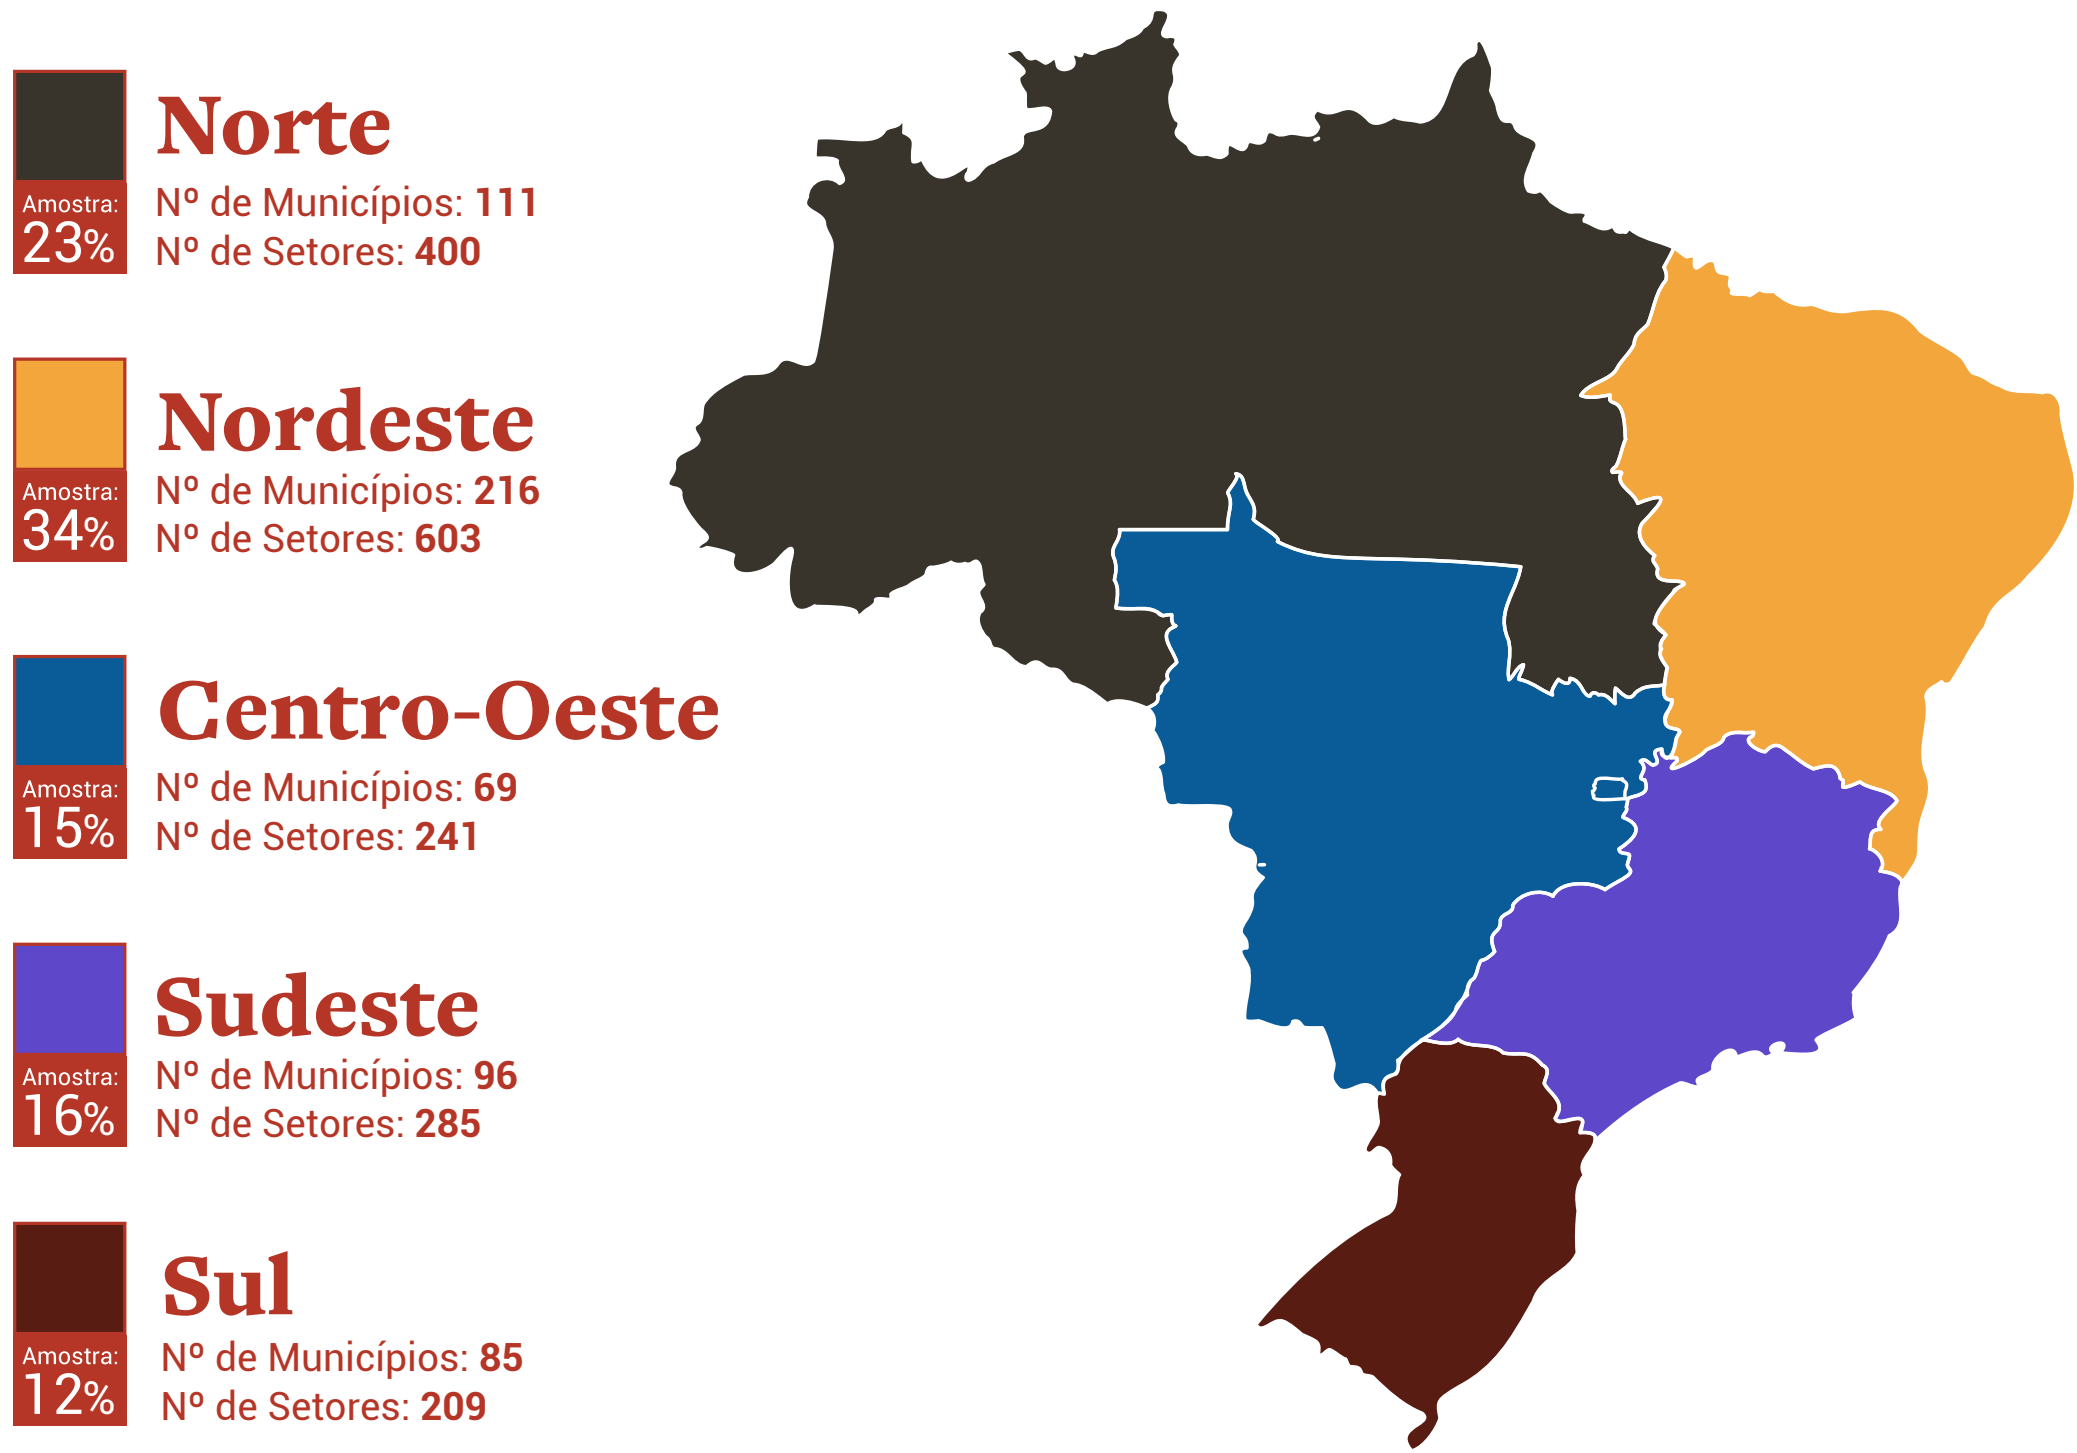 Norte
Amostra:
23%
Nº de Municípios: 111
Nº de Setores: 400
Nordeste
Amostra:
34%
Nº de Municípios: 216
Nº de Setores: 603
Centro-Oeste
Amostra:
15%
Nº de Municípios: 69
Nº de Setores: 241
Sudeste
Amostra:
16%
Nº de Municípios: 96
Nº de Setores: 285
Sul
Amostra:
12%
Nº de Municípios: 85
Nº de Setores: 209